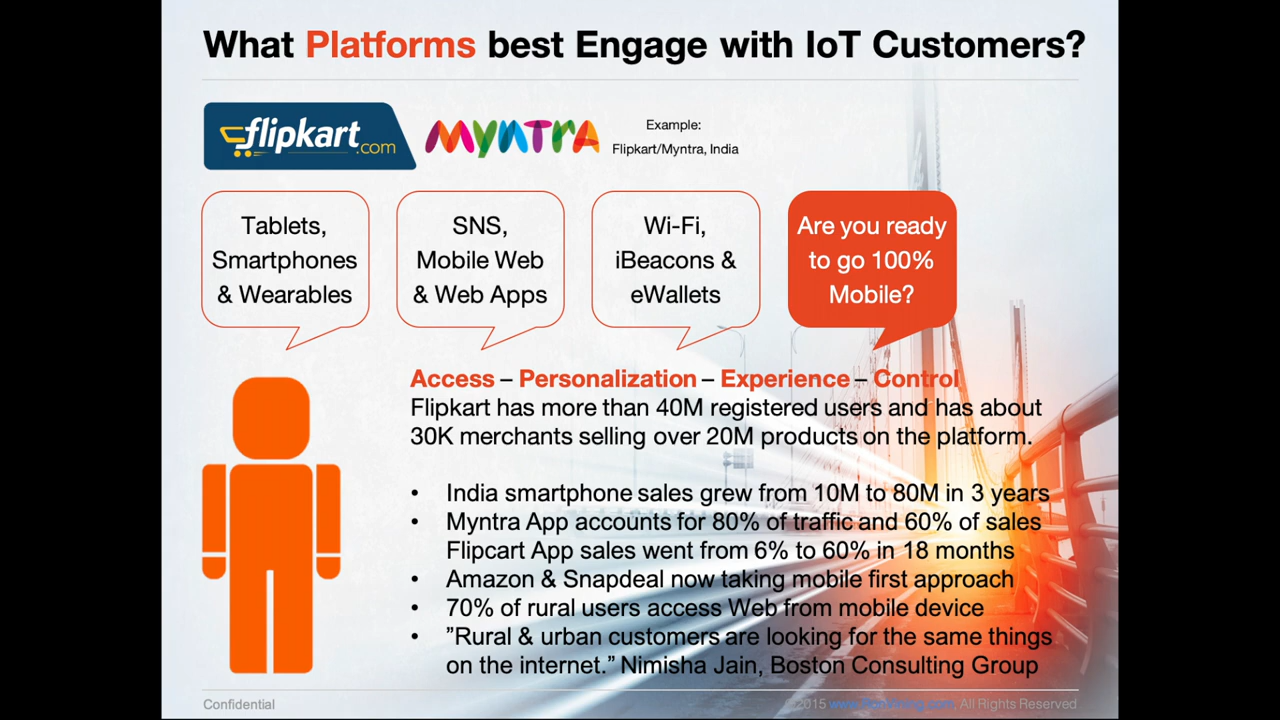 What Platforms best Engage with IoT Customers?
flipkart
.com
MYNTRA
Example:
Flipkart/Myntra, India
Tablets,
Smartphones
& Wearables
SNS,
Mobile Web
& Web Apps
Wi-Fi,
iBeacons &
eWallets
Are you ready
to go 100%
Mobile?
Access – Personalization – Experience – Control
Flipkart has more than 40M registered users and has about
30K merchants selling over 20M products on the platform.
• India smartphone sales grew from 10M to 80M in 3 years
• Myntra App accounts for 80% of traffic and 60% of sales
Flipcart App sales went from 6% to 60% in 18 months
• Amazon & Snapdeal now taking mobile first approach
• 70% of rural users access Web from mobile device
• ”Rural & urban customers are looking for the same things
on the internet.” Nimisha Jain, Boston Consulting Group
Confidential
© 2015 All Rights Reserved